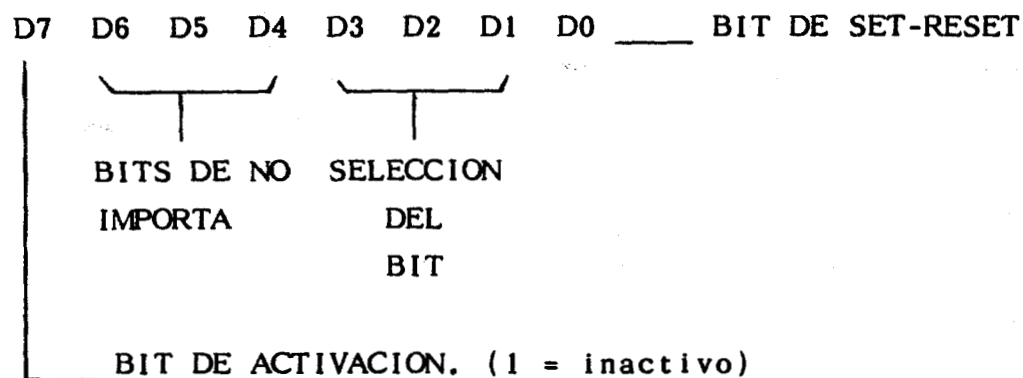 D7 D6 D5 D4 D3 D2 D1 D0 ____ BIT DE SET-RESET
BITS DE NO SELECCION
IMPORTA DEL
BIT
BIT DE ACTIVACION. (1 = inactivo)